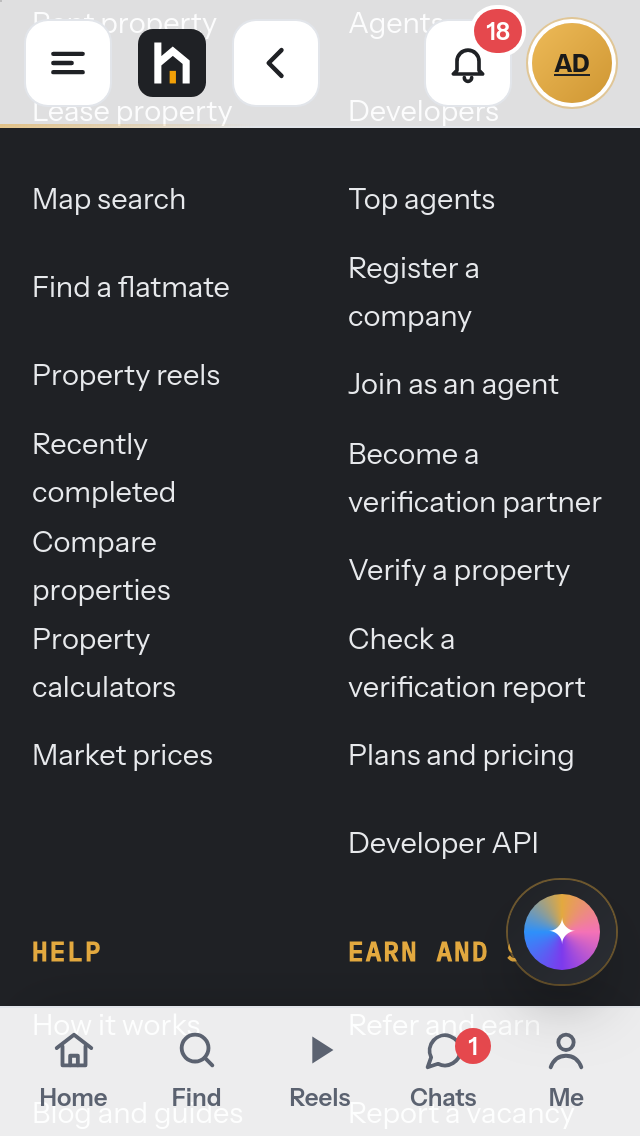 Rent property
Agents
18
AD
Lease property
Developers
Map search
Find a flatmate
Property reels
Recently
completed
Compare
properties
Property
calculators
Market prices
Top agents
Register a
company
Join as an agent
Become a
verification partner
Verify a property
Check a
verification report
Plans and pricing
Developer API
HELP
How it works
Blog and guides
EARN AND
Refer and earn
Report a vacancy
Home
Find
Reels
1
Chats
Me